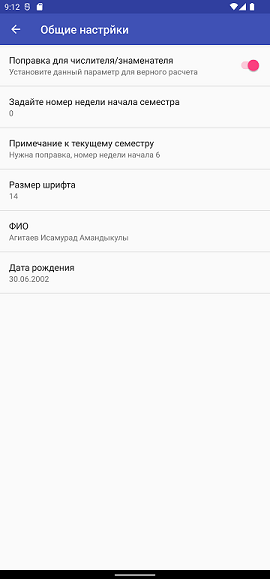 9:12
Общие настрйки
Поправка для числителя/знаменателя
Установите данный параметр для верного расчета
Задайте номер недели начала семестра
0
Примечание к текущему семестру
Нужна поправка, номер недели начала 6
Размер шрифта
14
ФИО
Агитаев Исамурад Амандыкулы
Дата рождения
30.06.2002